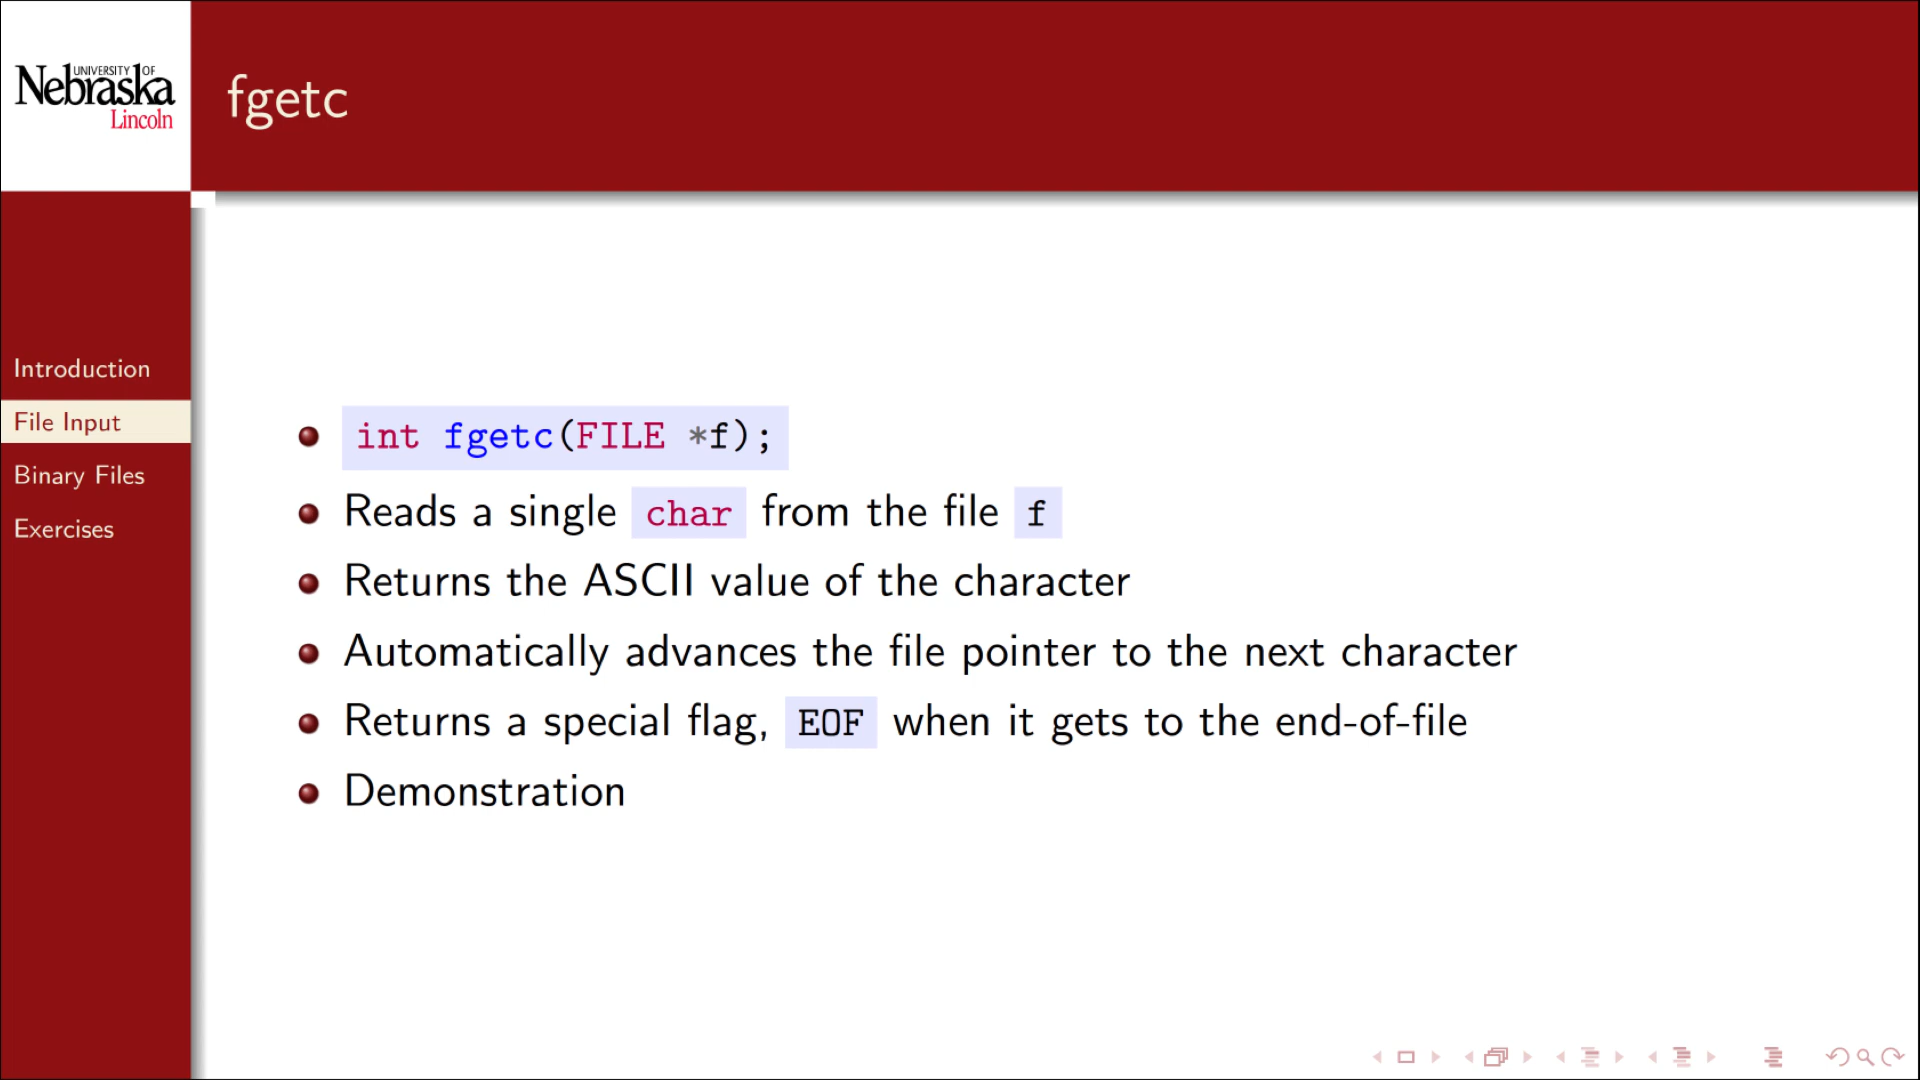 UNIVERSITY OF
Nebraska
Lincoln
fgetc
Introduction
File Input
Binary Files
Exercises
int fgetc(FILE *f);
Reads a single char from the file f
Returns the ASCII value of the character
Automatically advances the file pointer to the next character
Returns a special flag, EOF when it gets to the end-of-file
Demonstration